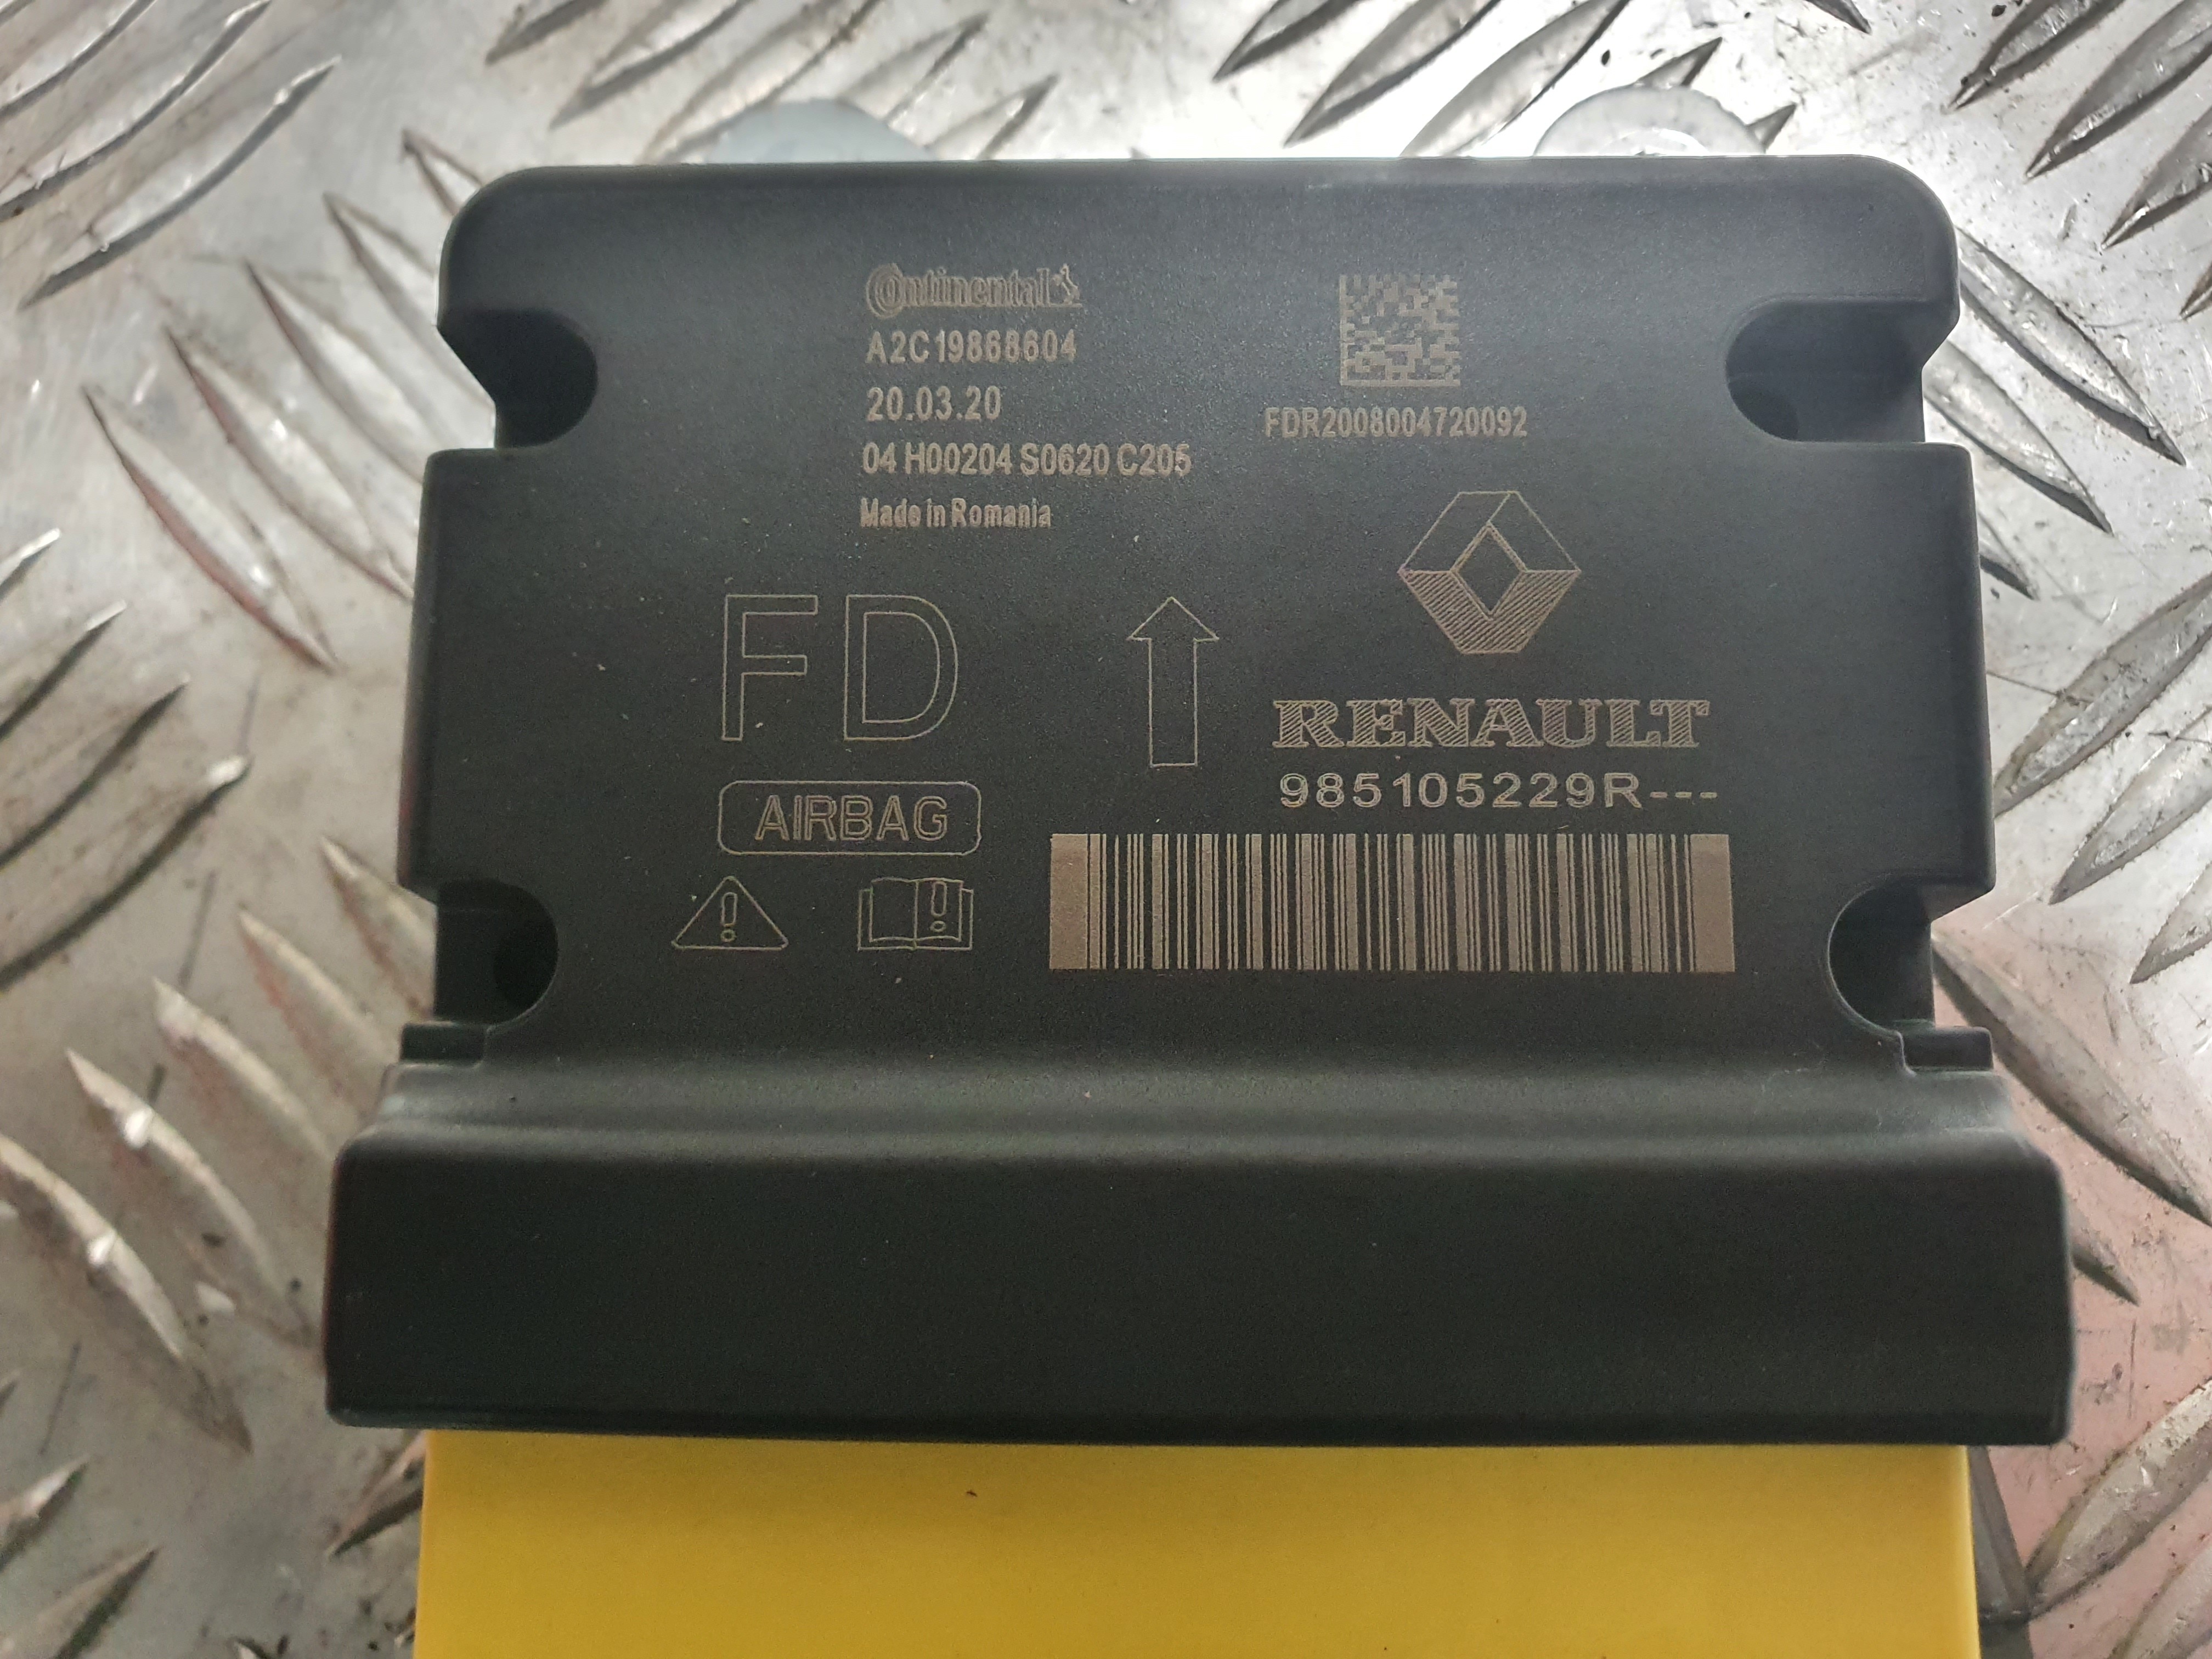 Continental
A2C19868604
20.03.20
04 H00204 S0620 C205
Made in Romania
FDR2008004720092
FD
RENAULT
985105229R---
AIRBAG